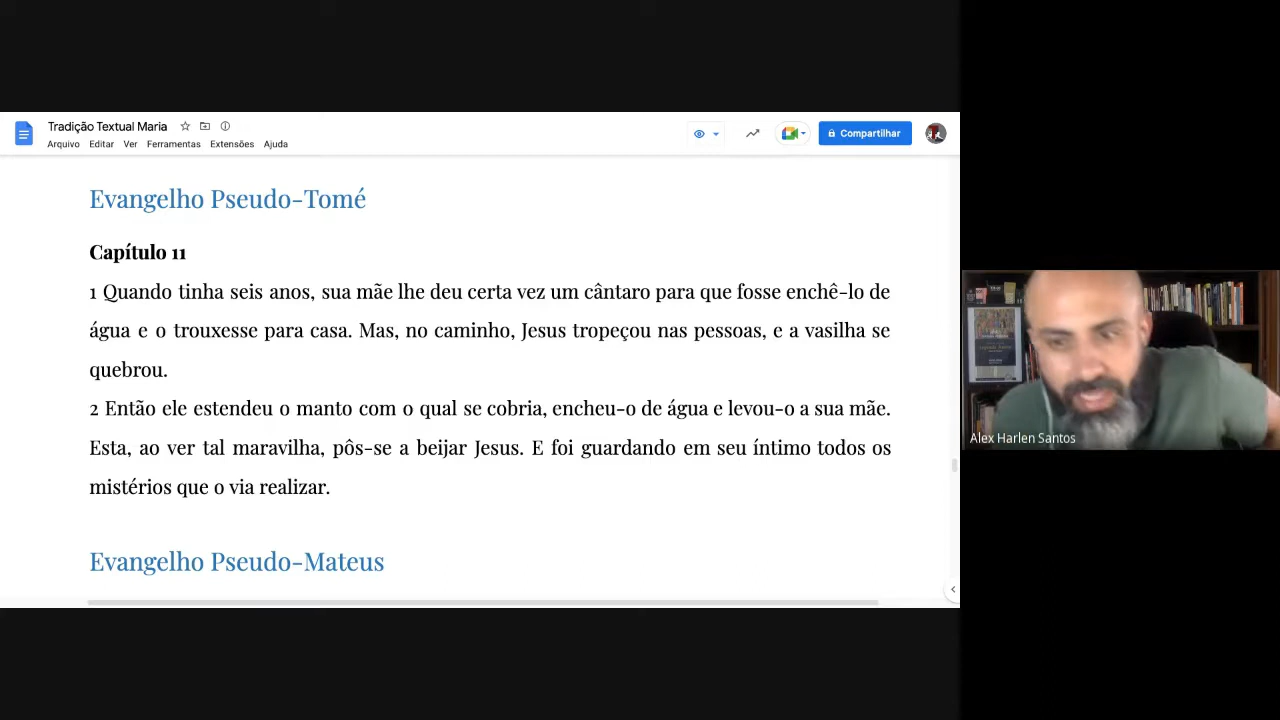 Tradição Textual Maria
Arquivo Editar Ver Ferramentas Extensões Ajuda
Compartilhar
Evangelho Pseudo-Tomé
Capítulo 11
1 Quando tinha seis anos, sua mãe lhe deu certa vez um cântaro para que fosse enchê-lo de
água e o trouxesse para casa. Mas, no caminho, Jesus tropeçou nas pessoas, e a vasilha se
quebrou.
2 Então ele estendeu o manto com o qual se cobria, encheu-o de água e levou-o a sua mãe.
Esta, ao ver tal maravilha, pôs-se a beijar Jesus. E foi guardando em seu íntimo todos os
mistérios que o via realizar.
Evangelho Pseudo-Mateus
Alex Harlen Santos